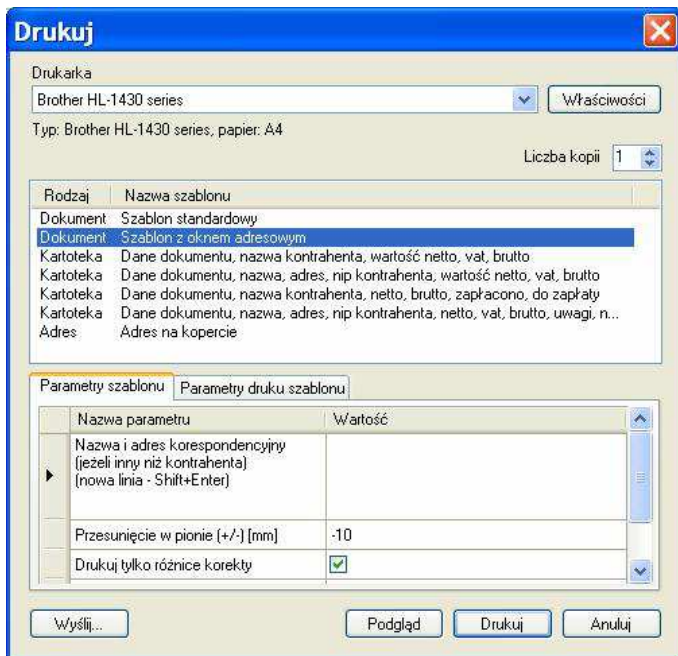 Drukuj
Drukarka
Brother HL-1430 series
Właściwości
Typ: Brother HL-1430 series, papier: A4
Liczba kopii 1
Rodzaj Nazwa szablonu
Dokument Szablon standardowy
Dokument Szablon z oknem adresowym
Kartoteka Dane dokumentu, nazwa kontrahenta, wartość netto, vat, brutto
Kartoteka Dane dokumentu, nazwa, adres, nip kontrahenta, wartość netto, vat, brutto
Kartoteka Dane dokumentu, nazwa kontrahenta, netto, brutto, zapłacono, do zapłaty
Kartoteka Dane dokumentu, nazwa, adres, nip kontrahenta, netto, vat, brutto, uwagi, n...
Adres Adres na kopercie
Parametry szablonu Parametry druku szablonu
Nazwa parametru Wartość
Nazwa i adres korespondencyjny
(jeżeli inny niż kontrahenta)
(nowa linia - Shift+Enter)
Przesunięcie w pionie (+/-) [mm] -10
Drukuj tylko różnice korekty
Wyślij... Podgląd Drukuj Anuluj